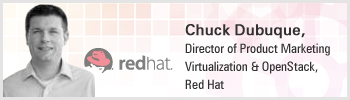 redhat.
Chuck Dubuque,
Director of Product Marketing
Virtualization & OpenStack,
Red Hat